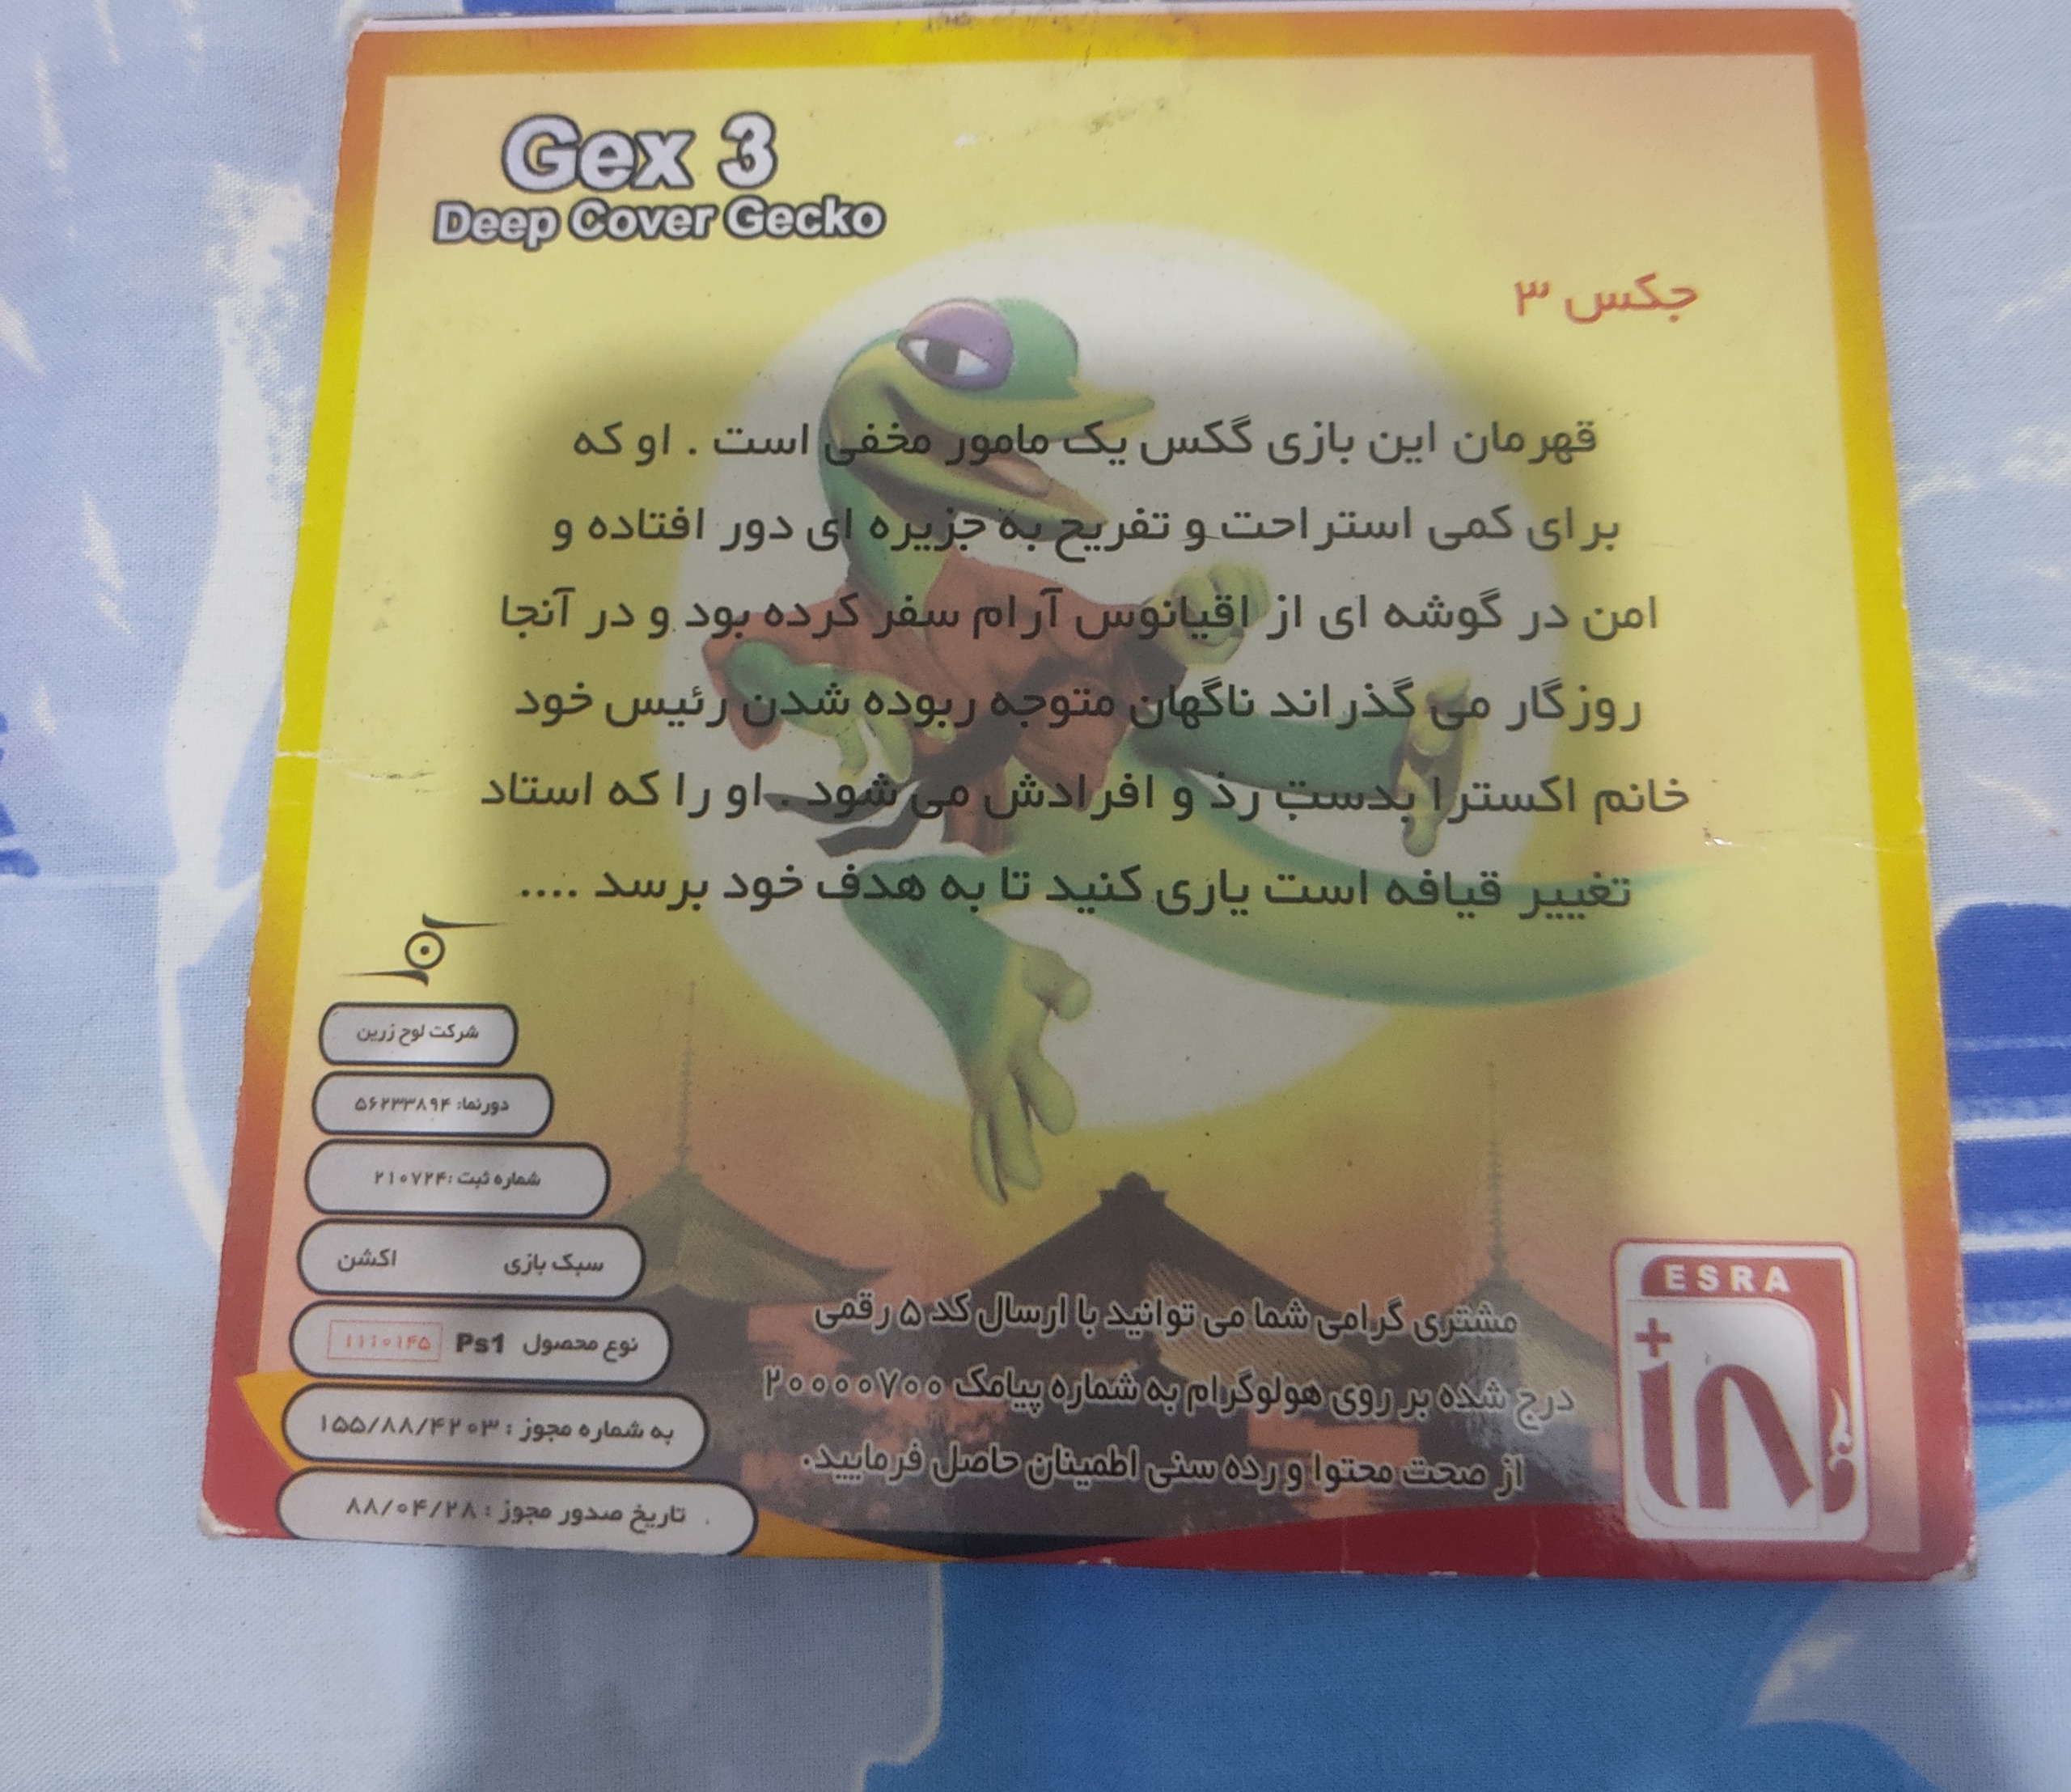 Gex 3
Deep Cover Gecko
جکس ۳
قهرمان این بازی گکس یک مامور مخفی است . او که
برای کمی استراحت و تفریح به جزیره ای دور افتاده و
امن در گوشه ای از اقیانوس آرام سفر کرده بود و در آنجا
روزگار می گذراند ناگهان متوجه ربوده شدن رئیس خود
خانم اکسترا بدست رذ و افرادش می شود . او را که استاد
تغییر قیافه است یاری کنید تا به هدف خود برسد ....
شرکت لوح زرین
دورنما: ۵۶۲۳۳۸۹۴
شماره ثبت :۲۱۰۷۲۴
سبک بازی اکشن
نوع محصول Ps1 ۱۱۱۰۱۴۵
به شماره مجوز : ۱۵۵/۸۸/۴۲۰۳
تاریخ صدور مجوز : ۸۸/۰۴/۲۸
مشتری گرامی شما می توانید با ارسال کد ۵ رقمی
درج شده بر روی هولوگرام به شماره پیامک ۲۰۰۰۰۷۰۰
از صحت محتوا و رده سنی اطمینان حاصل فرمایید.
ESRA
+۱۸